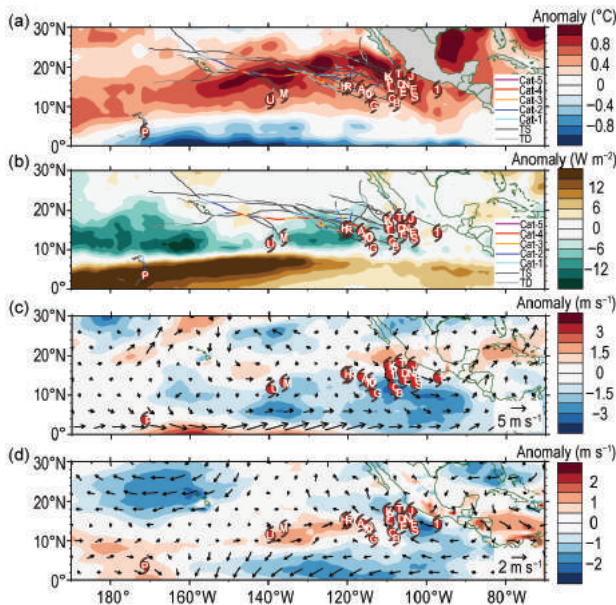 (a)
Anomaly (°C)
30°N
20°N
10°N
0°
Cat-5
Cat-4
Cat-3
Cat-2
Cat-1
TS
TD
0.8
0.4
0
−0.4
−0.8
U M P G I
(b)
Anomaly (W m⁻²)
30°N
20°N
10°N
0°
Cat-5
Cat-4
Cat-3
Cat-2
Cat-1
TS
TD
12
6
0
−6
−12
U M P G I
(c)
Anomaly (m s⁻¹)
30°N
20°N
10°N
0°
5 m s⁻¹
3
1.5
0
−1.5
−3
(d)
Anomaly (m s⁻¹)
30°N
20°N
10°N
0°
2 m s⁻¹
2
1
0
−1
−2
U M P G I
180°
160°W
140°W
120°W
100°W
80°W